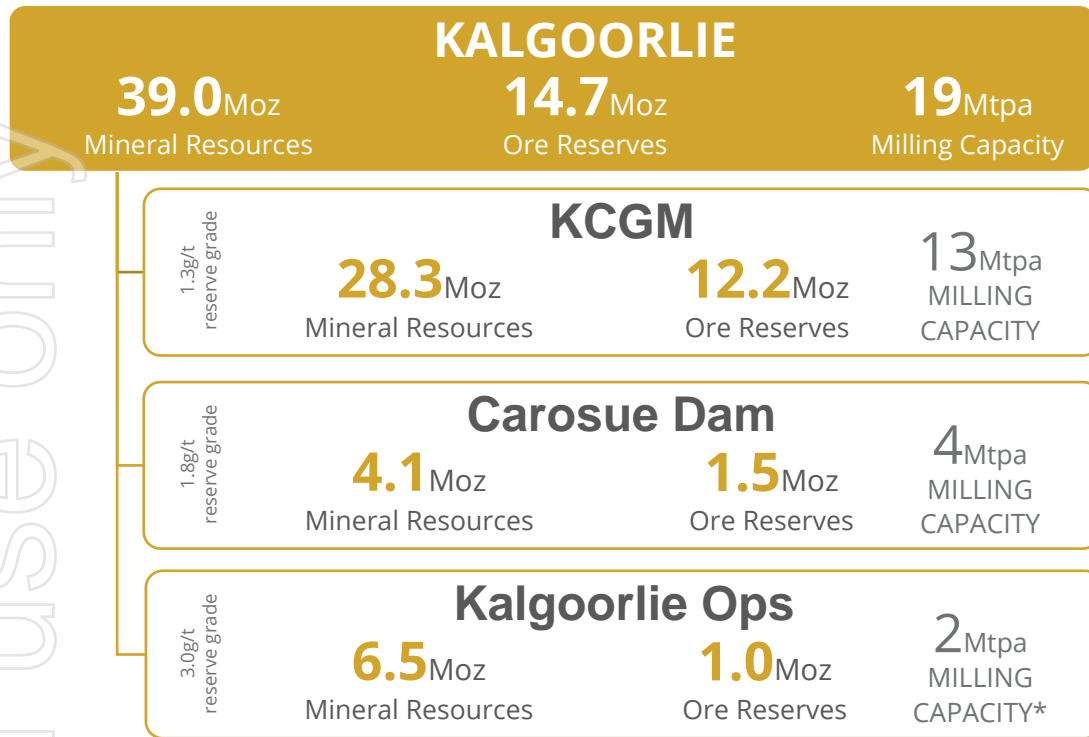 KALGOORLIE
39.0Moz
Mineral Resources
14.7Moz
Ore Reserves
19Mtpa
Milling Capacity
1.3g/t
reserve grade
KCGM
28.3Moz
Mineral Resources
12.2Moz
Ore Reserves
13Mtpa
MILLING
CAPACITY
1.8g/t
reserve grade
Carosue Dam
4.1Moz
Mineral Resources
1.5Moz
Ore Reserves
4Mtpa
MILLING
CAPACITY
3.0g/t
reserve grade
Kalgoorlie Ops
6.5Moz
Mineral Resources
1.0Moz
Ore Reserves
2Mtpa
MILLING
CAPACITY*
use only